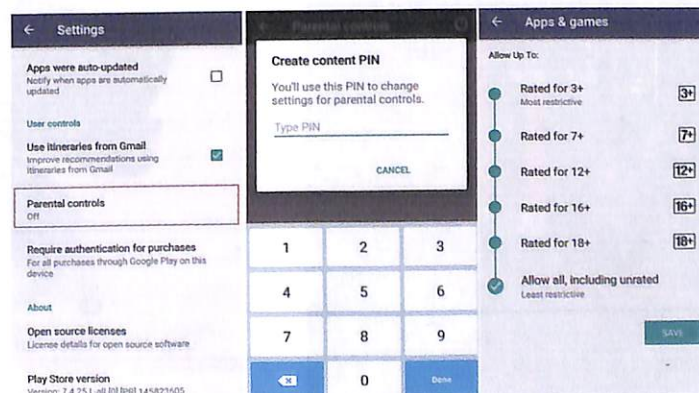 ← Settings
Apps were auto-updated
Notify when apps are automatically
updated
User controls
Use itineraries from Gmail
Improve recommendations using
itineraries from Gmail
Parental controls
Off
Require authentication for purchases
For all purchases through Google Play on this
device
About
Open source licenses
License details for open source software
Play Store version
Version: 7.4.25
Parental controls
Create content PIN
You'll use this PIN to change
settings for parental controls.
Type PIN
CANCEL
1 2 3
4 5 6
7 8 9
0 Done
← Apps & games
Allow Up To:
Rated for 3+ 3+
Most restrictive
Rated for 7+ 7+
Rated for 12+ 12+
Rated for 16+ 16+
Rated for 18+ 18+
Allow all, including unrated
Least restrictive
SAVE